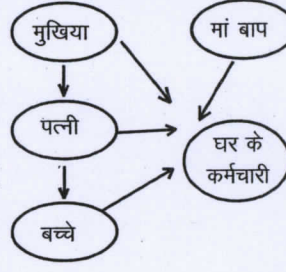 मुखिया
मां बाप
पत्नी
घर के
कर्मचारी
बच्चे